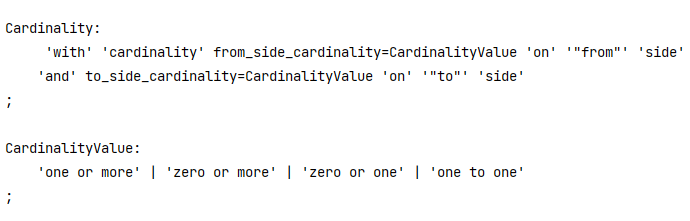 Cardinality:
'with' 'cardinality' from_side_cardinality=CardinalityValue 'on' '"from"' 'side'
'and' to_side_cardinality=CardinalityValue 'on' '"to"' 'side'
;
CardinalityValue:
'one or more' | 'zero or more' | 'zero or one' | 'one to one'
;